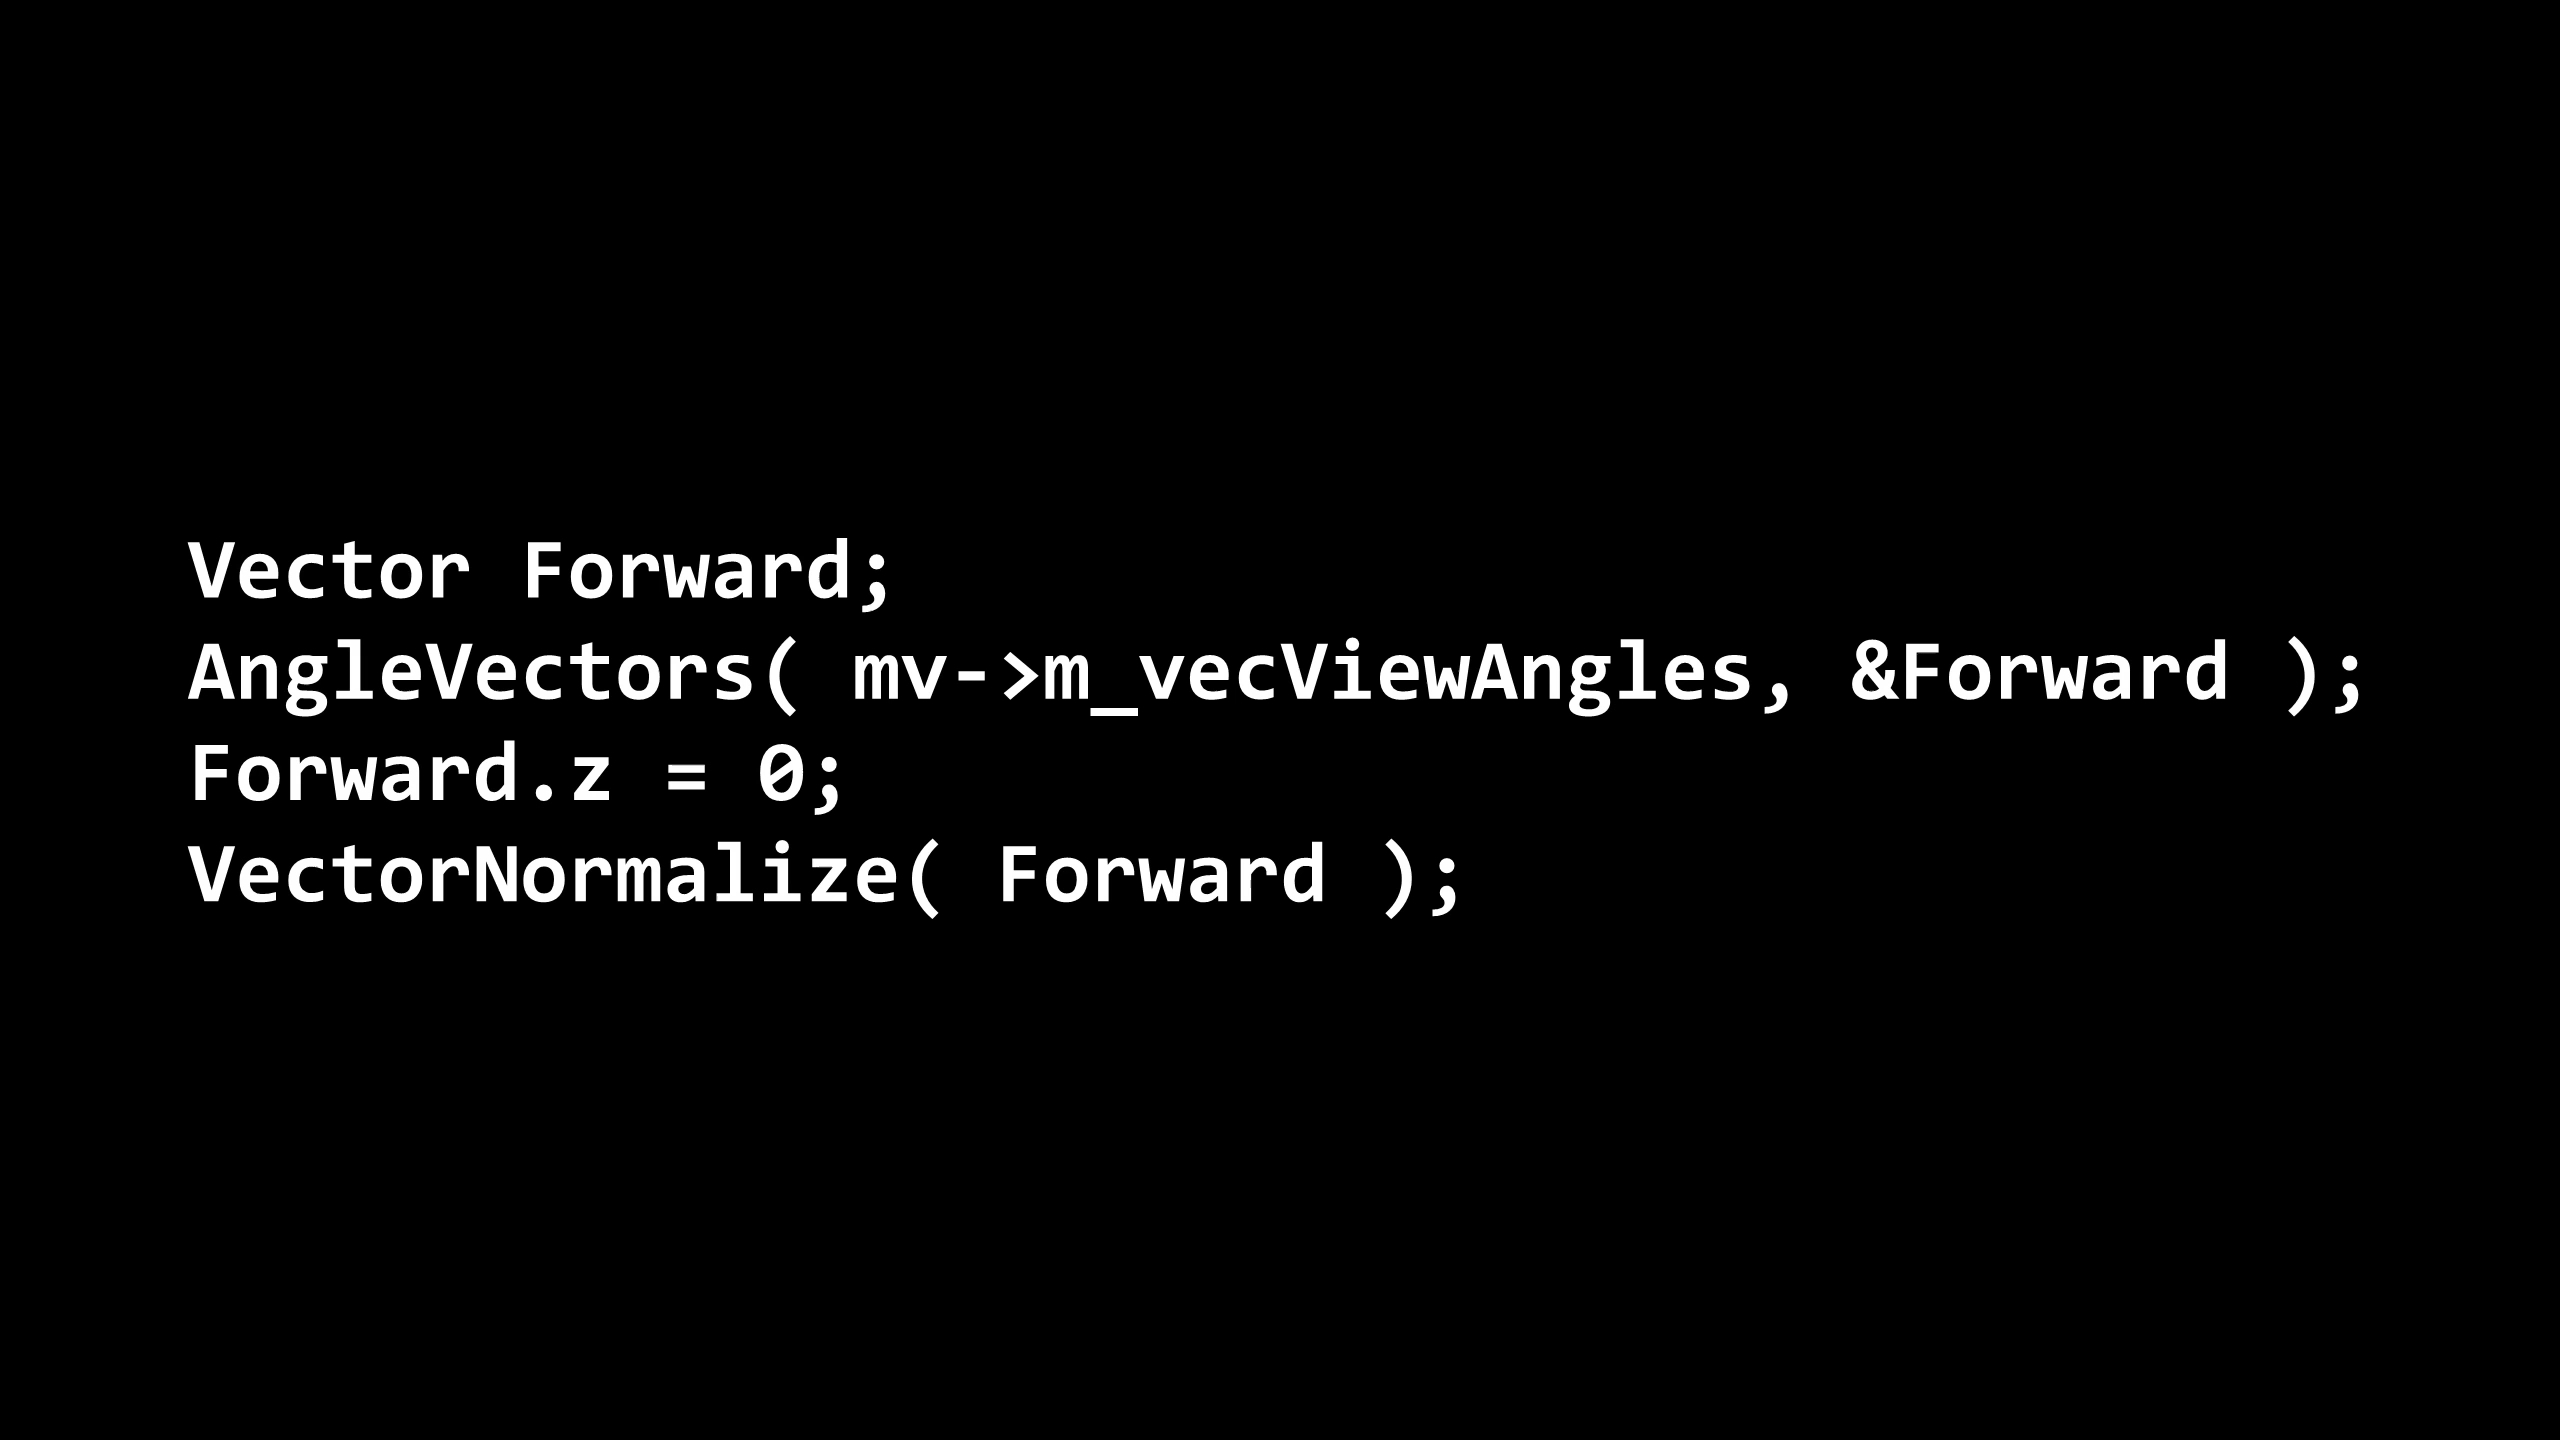 Vector Forward;
AngleVectors( mv->m_vecViewAngles, &Forward );
Forward.z = 0;
VectorNormalize( Forward );